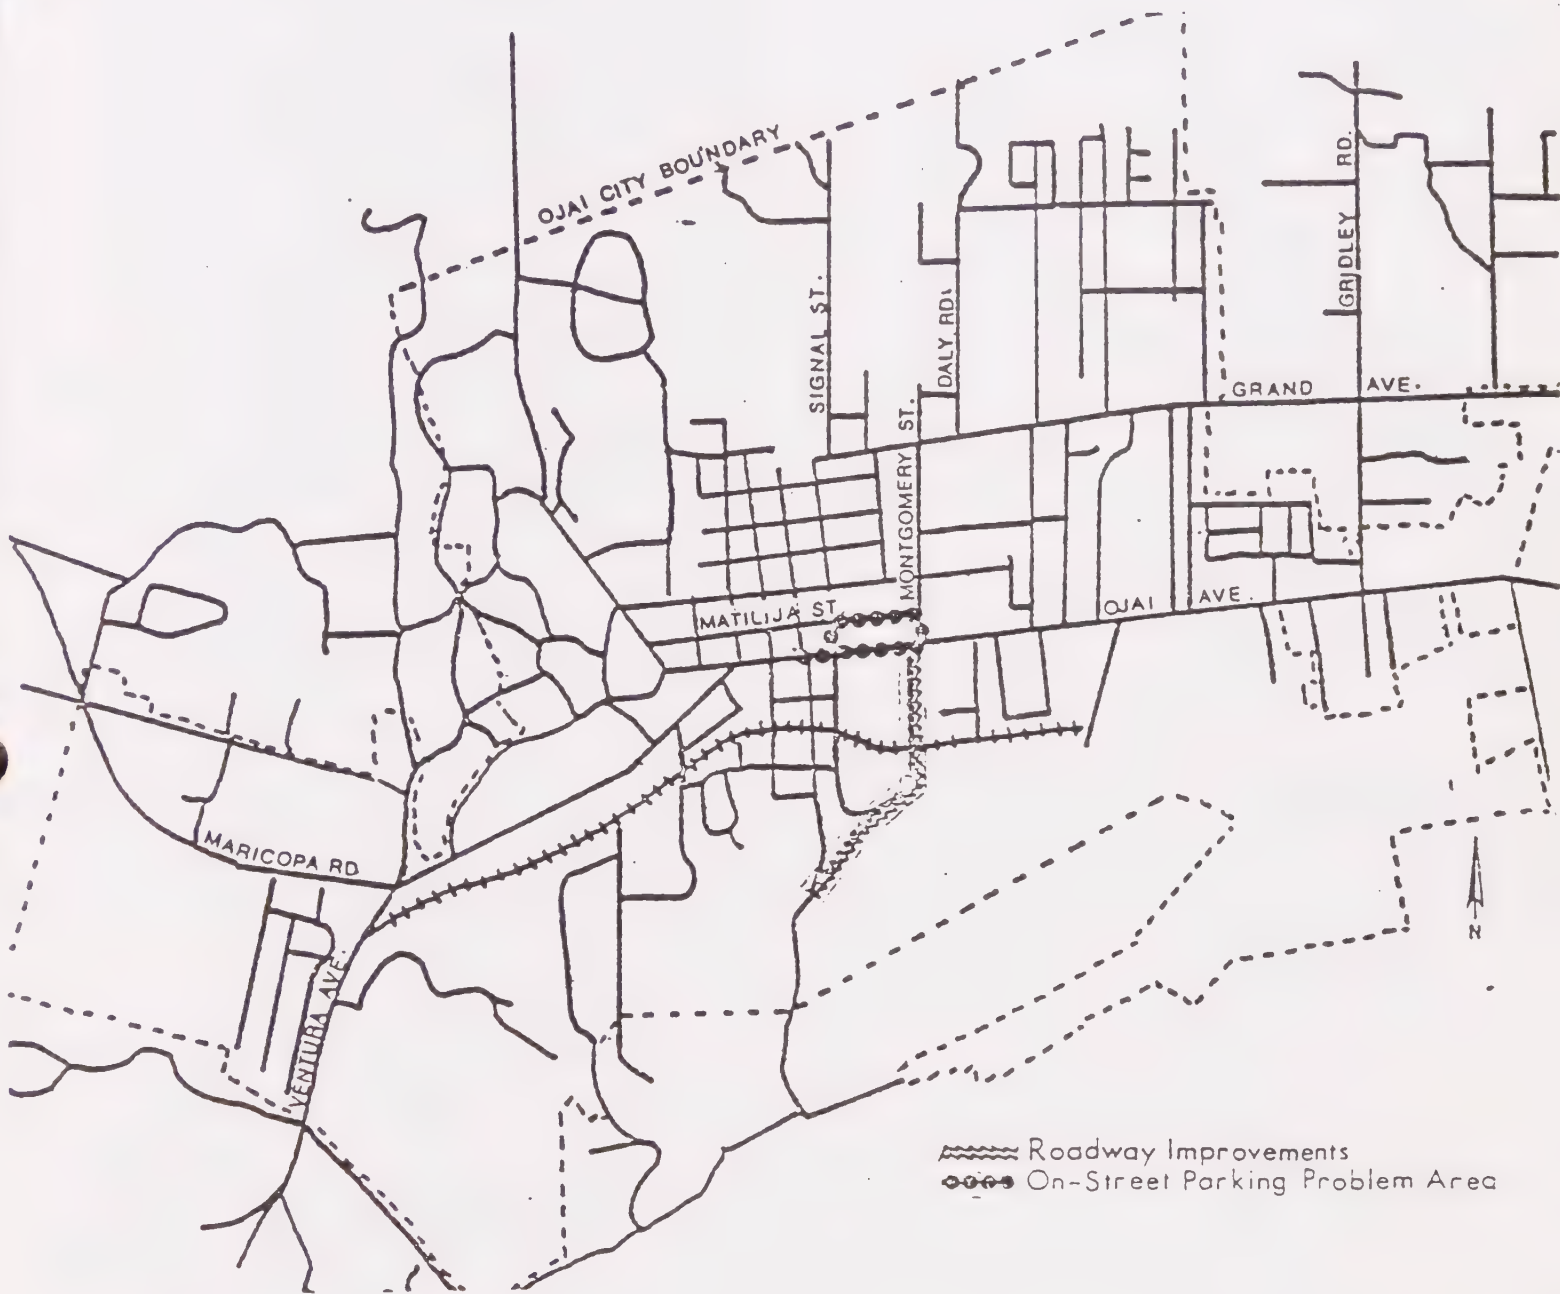 OJAI CITY BOUNDARY
SIGNAL ST.
DALY RD.
GRIDLEY RD.
GRAND AVE.
MONTGOMERY ST.
MATILIJA ST
OJAI AVE.
MARICOPA RD
VENTURA AVE.
N
Roadway Improvements
On-Street Parking Problem Area